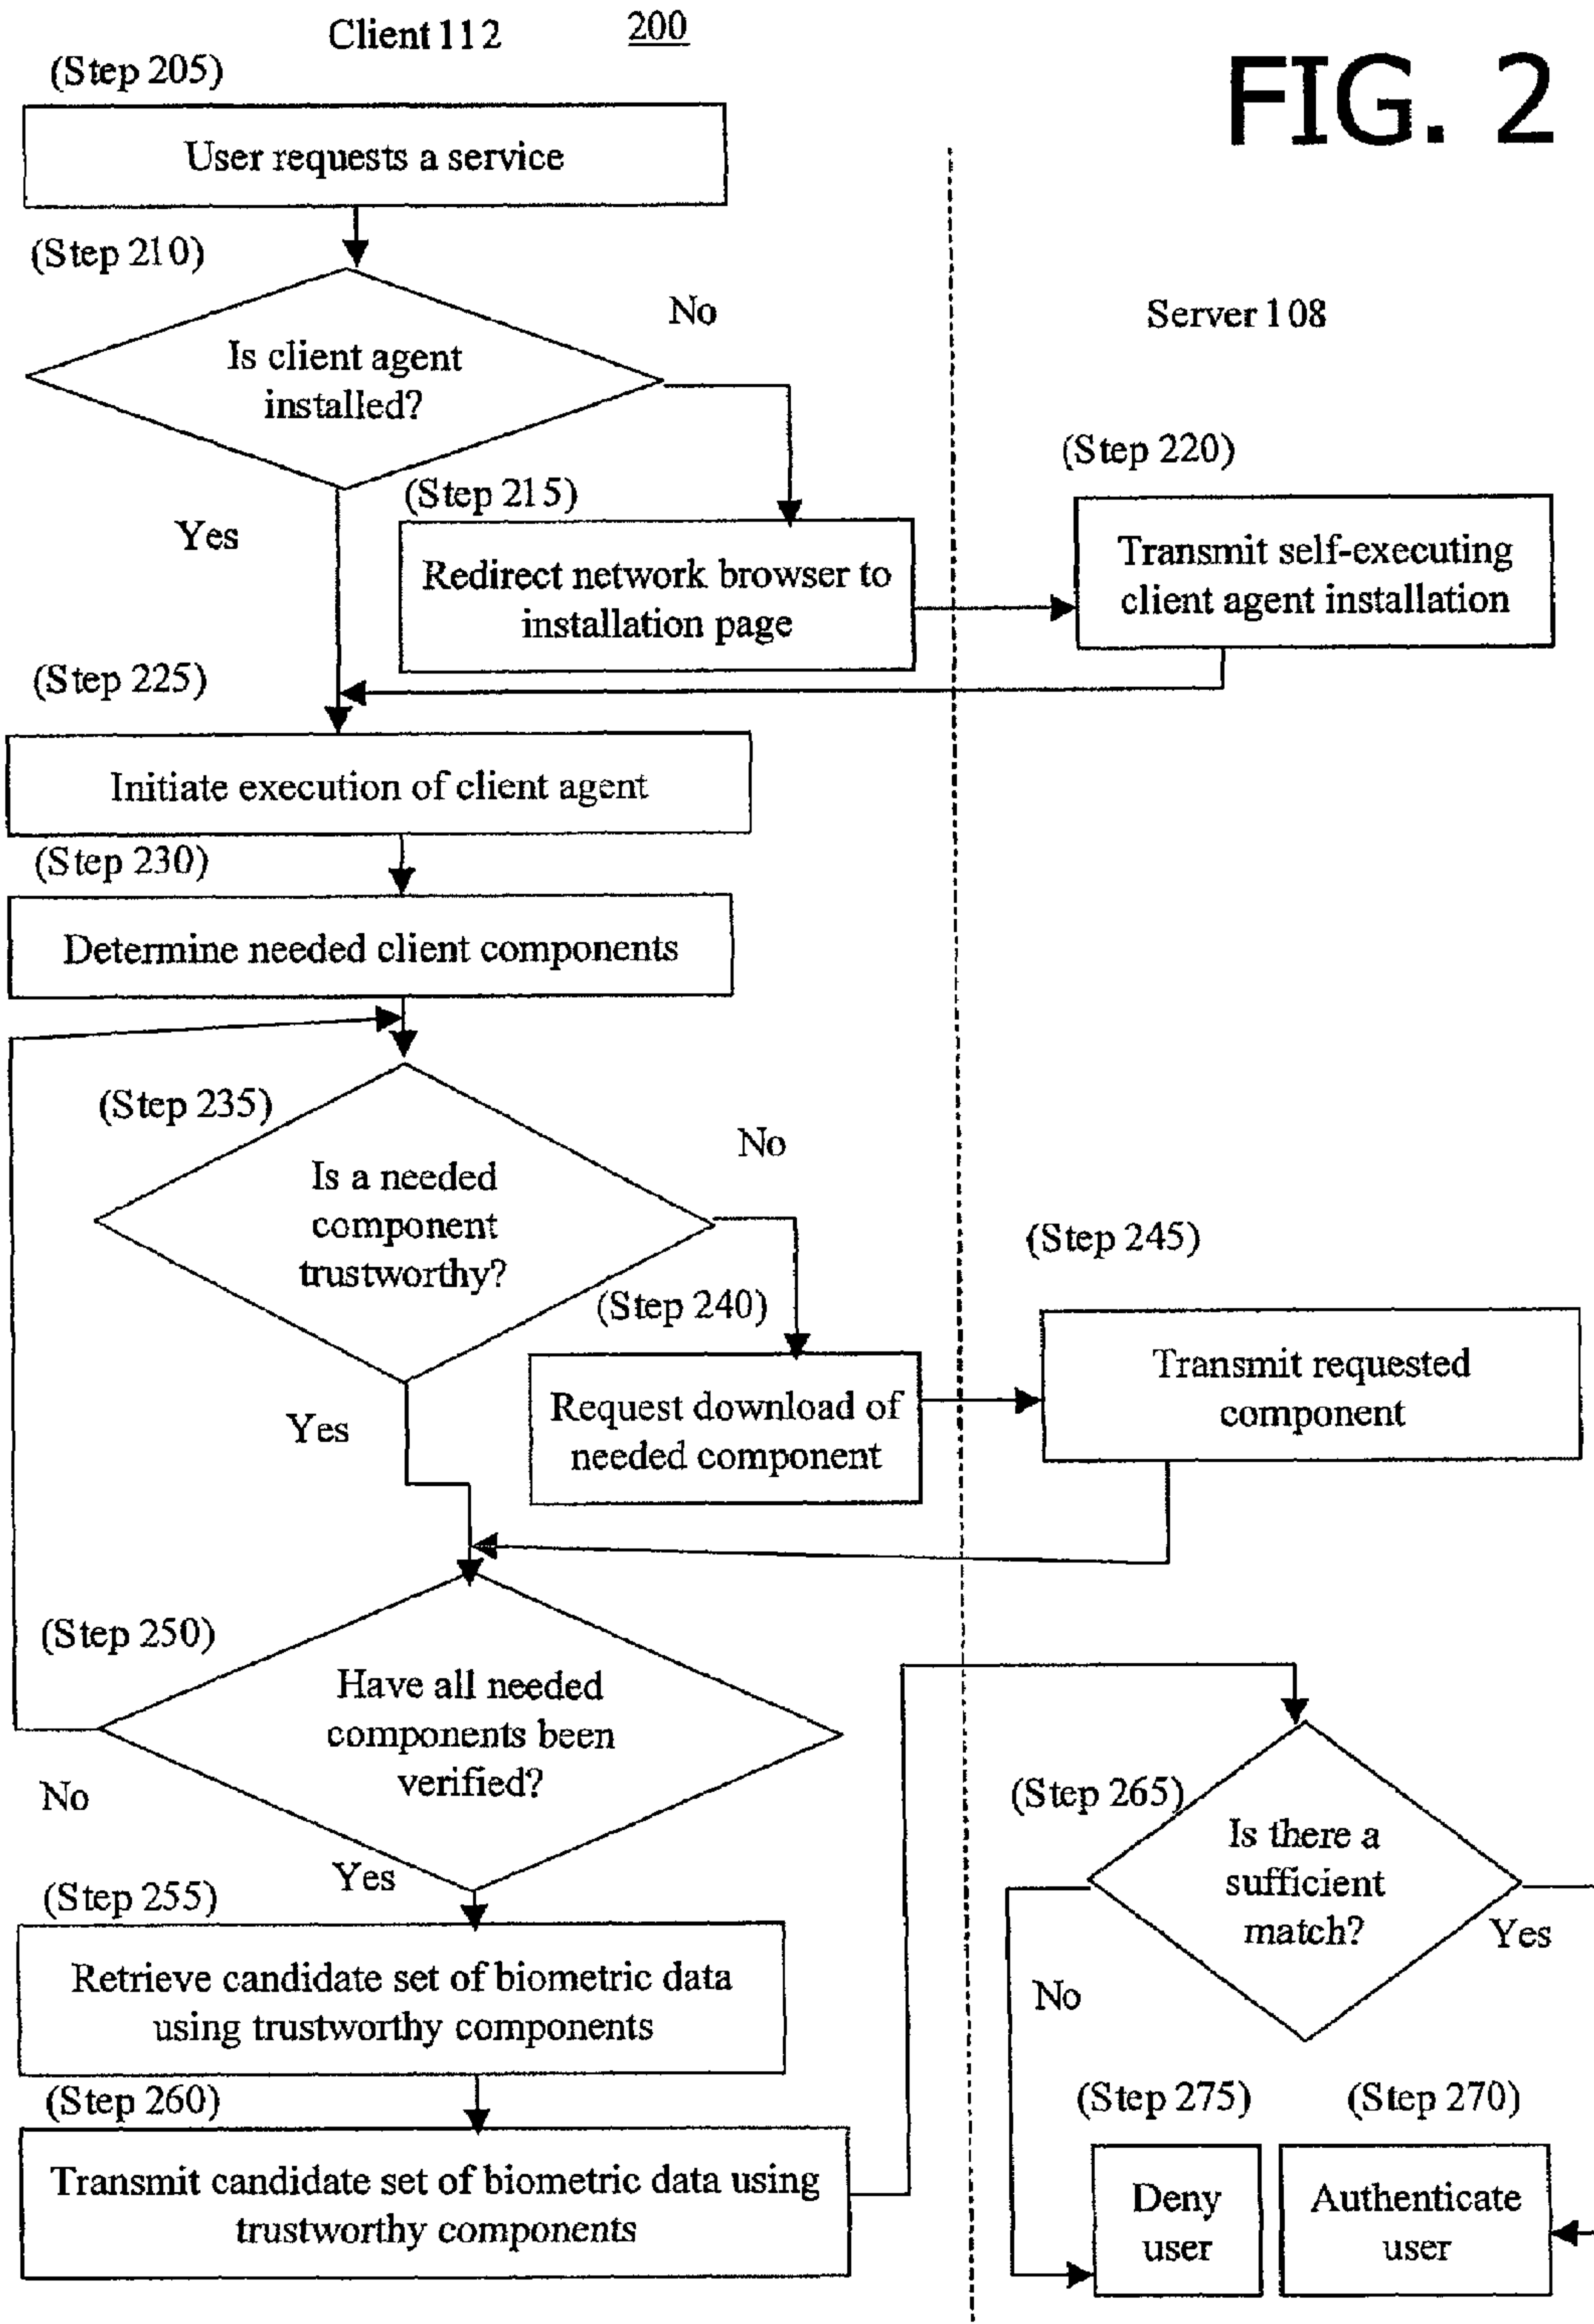 Client 112
200
FIG. 2
(Step 205)
User requests a service
(Step 210)
Is client agent
installed?
No
Yes
Server 108
(Step 215)
Redirect network browser to
installation page
(Step 220)
Transmit self-executing
client agent installation
(Step 225)
Initiate execution of client agent
(Step 230)
Determine needed client components
(Step 235)
Is a needed
component
trustworthy?
No
Yes
(Step 240)
Request download of
needed component
(Step 245)
Transmit requested
component
(Step 250)
Have all needed
components been
verified?
No
Yes
(Step 255)
Retrieve candidate set of biometric data
using trustworthy components
(Step 260)
Transmit candidate set of biometric data using
trustworthy components
(Step 265)
Is there a
sufficient
match?
Yes
No
(Step 275)
Deny
user
(Step 270)
Authenticate
user